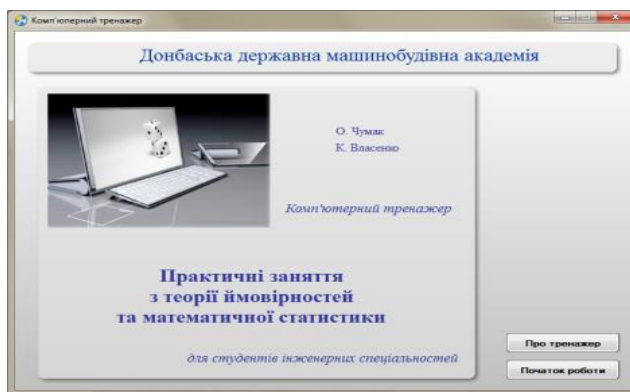 Комп'ютерний тренажер
Донбаська державна машинобудівна академія
О. Чумак
К. Власенко
Комп'ютерний тренажер
Практичні заняття
з теорії ймовірностей
та математичної статистики
для студентів інженерних спеціальностей
Про тренажер
Початок роботи